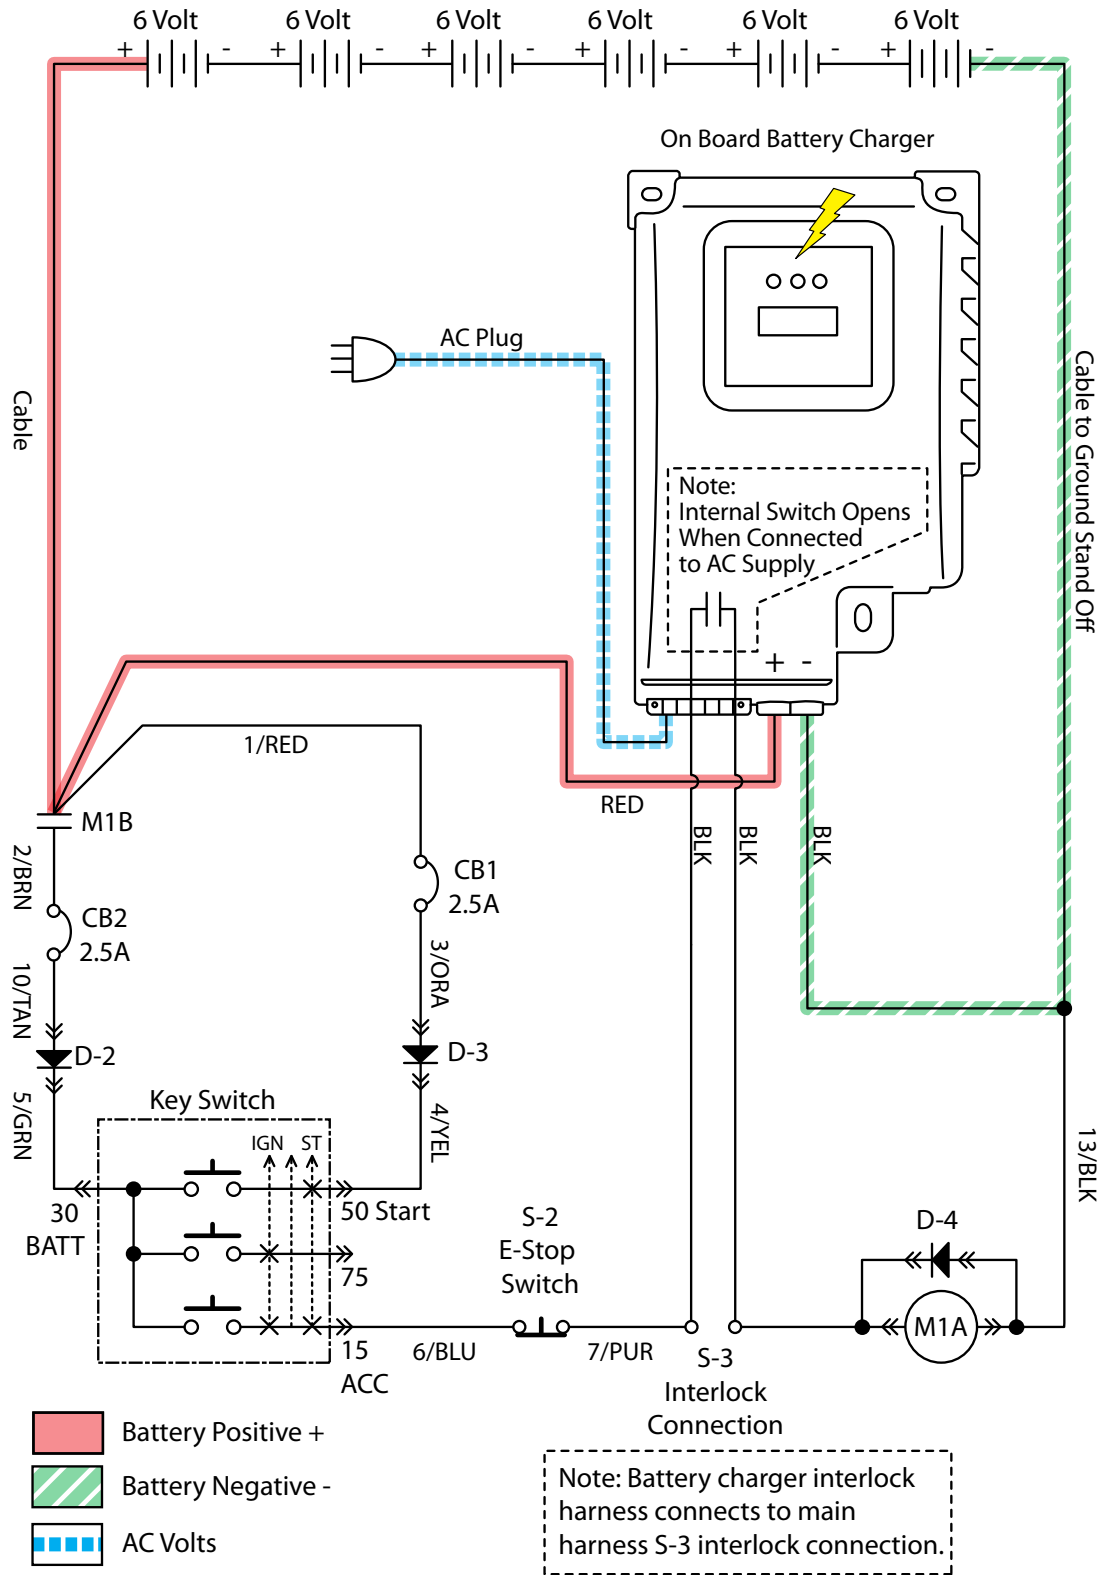 6 Volt 6 Volt 6 Volt 6 Volt 6 Volt 6 Volt
+ - + - + - + - + - + -
On Board Battery Charger
AC Plug
Cable
Cable to Ground Stand Off
Note:
Internal Switch Opens
When Connected
to AC Supply
+ -
1/RED
RED
M1B
BLK
BLK
BLK
2/BRN
CB1
2.5A
CB2
2.5A
3/ORA
10/TAN
D-2
D-3
5/GRN
4/YEL
Key Switch
IGN ST
13/BLK
30
BATT
50 Start
75
15
ACC
S-2
E-Stop
Switch
D-4
M1A
6/BLU
7/PUR
S-3
Interlock
Connection
Battery Positive +
Battery Negative -
AC Volts
Note: Battery charger interlock
harness connects to main
harness S-3 interlock connection.